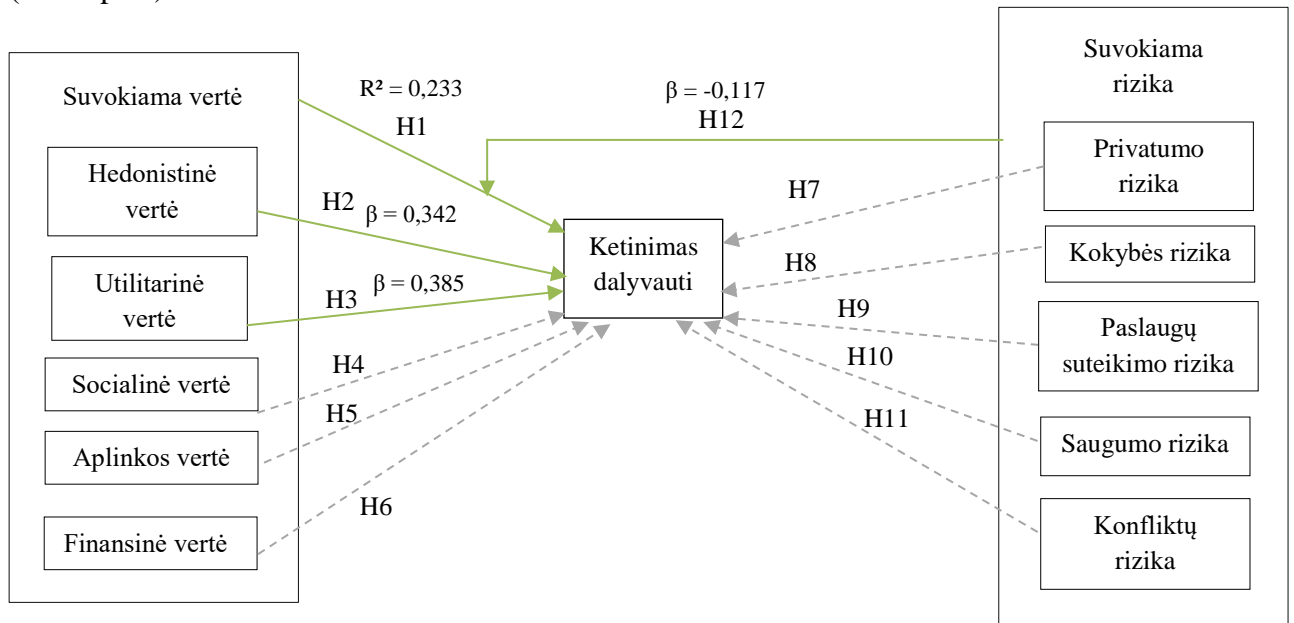 Suvokiama vertė
Hedonistinė
vertė
Utilitarinė
vertė
Socialinė vertė
Aplinkos vertė
Finansinė vertė
R² = 0,233
H1
H2
β = 0,342
H3
β = 0,385
H4
H5
H6
Ketinimas
dalyvauti
β = -0,117
H12
H7
H8
H9
H10
H11
Suvokiama
rizika
Privatumo
rizika
Kokybės rizika
Paslaugų
suteikimo rizika
Saugumo rizika
Konfliktų
rizika